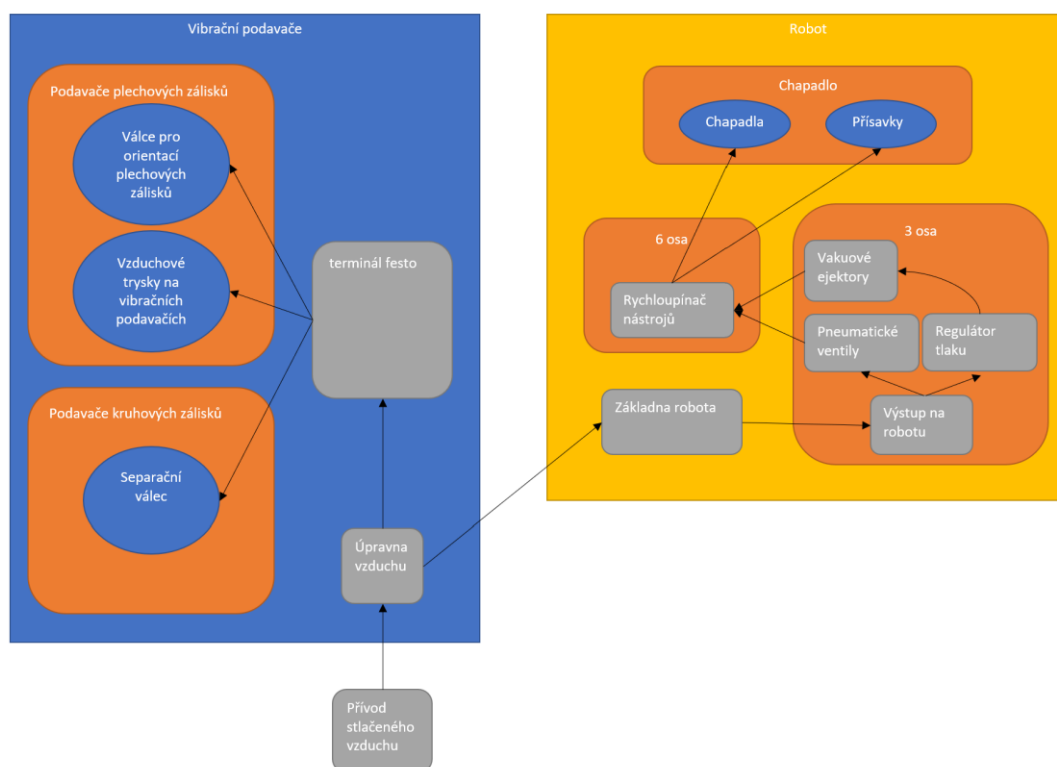 Vibrační podavače
Podavače plechových zálisků
Válce pro
orientací
plechových
zálisků
Vzduchové
trysky na
vibračních
podavačích
terminál festo
Podavače kruhových zálisků
Separační
válec
Úpravna
vzduchu
Přívod
stlačeného
vzduchu
Robot
Chapadlo
Chapadla
Přísavky
6 osa
Rychloupínač
nástrojů
3 osa
Vakuové
ejektory
Pneumatické
ventily
Regulátor
tlaku
Základna robota
Výstup na
robotu